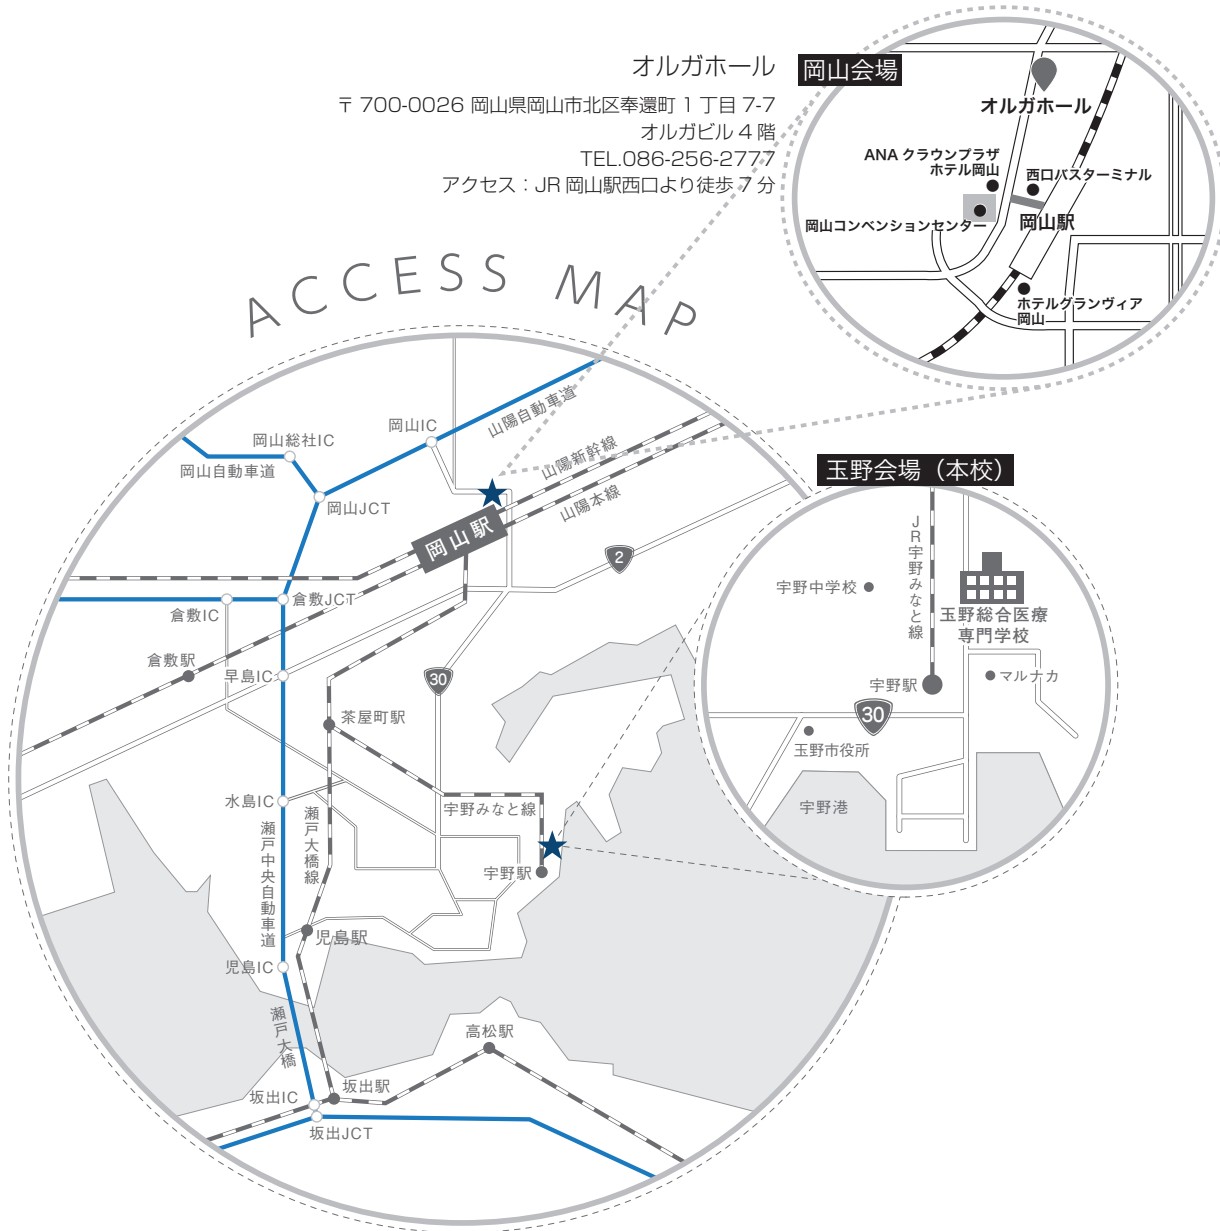 オルガホール
〒700-0026 岡山県岡山市北区奉還町1丁目7-7
オルガビル4階
TEL.086-256-2777
アクセス：JR岡山駅西口より徒歩7分
岡山会場
オルガホール
ANAクラウンプラザ
ホテル岡山
西口バスターミナル
岡山コンベンションセンター
岡山駅
ホテルグランヴィア
岡山
ACCESS MAP
岡山IC
山陽自動車道
岡山総社IC
岡山自動車道
岡山JCT
山陽新幹線
山陽本線
岡山駅
2
倉敷IC
倉敷JCT
倉敷駅
早島IC
30
茶屋町駅
水島IC
瀬戸大橋線
宇野みなと線
瀬戸中央自動車道
宇野駅
児島駅
児島IC
瀬戸大橋
高松駅
坂出IC
坂出駅
坂出JCT
玉野会場（本校）
JR宇野みなと線
宇野中学校
玉野総合医療
専門学校
宇野駅
マルナカ
30
玉野市役所
宇野港